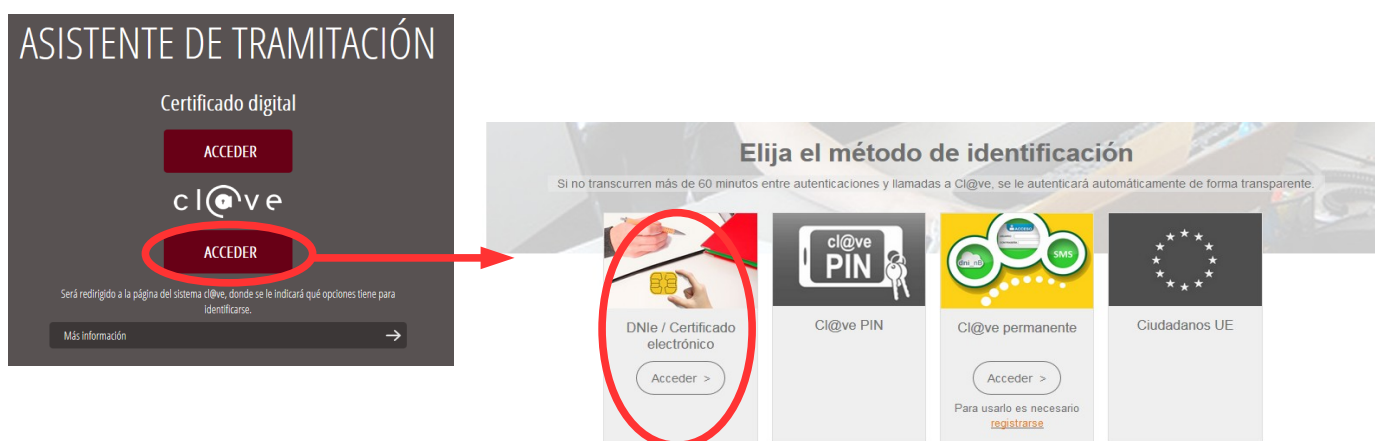 ASISTENTE DE TRAMITACIÓN
Certificado digital
ACCEDER
cl@ve
ACCEDER
Será redirigido a la página del sistema cl@ve, donde se le indicará qué opciones tiene para
identificarse.
Más información
Elija el método de identificación
Si no transcurren más de 60 minutos entre autenticaciones y llamadas a Cl@ve, se le autenticará automáticamente de forma transparente.
DNIe / Certificado
electrónico
Acceder >
cl@ve
PIN
Cl@ve PIN
SMS
Cl@ve permanente
Acceder >
Para usarlo es necesario
registrarse
Ciudadanos UE